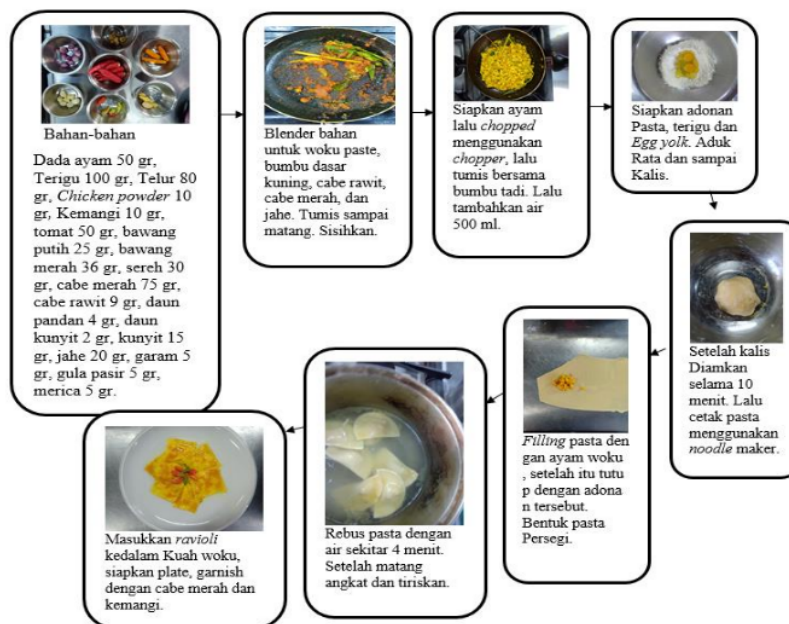 Bahan-bahan
Dada ayam 50 gr,
Terigu 100 gr, Telur 80
gr, Chicken powder 10
gr, Kemangi 10 gr,
tomat 50 gr, bawang
putih 25 gr, bawang
merah 36 gr, sereh 30
gr, cabe merah 75 gr,
cabe rawit 9 gr, daun
pandan 4 gr, daun
kunyit 2 gr, kunyit 15
gr, jahe 20 gr, garam 5
gr, gula pasir 5 gr,
merica 5 gr.
Blender bahan
untuk woku paste,
bumbu dasar
kuning, cabe rawit,
cabe merah, dan
jahe. Tumis sampai
matang. Sisihkan.
Siapkan ayam
lalu chopped
menggunakan
chopper, lalu
tumis bersama
bumbu tadi. Lalu
tambahkan air
500 ml.
Siapkan adonan
Pasta, terigu dan
Egg yolk. Aduk
Rata dan sampai
Kalis.
Setelah kalis
Diamkan
selama 10
menit. Lalu
cetak pasta
menggunakan
noodle maker.
Filling pasta den
gan ayam woku
, setelah itu tutu
p dengan adona
n tersebut.
Bentuk pasta
Persegi.
Rebus pasta dengan
air sekitar 4 menit.
Setelah matang
angkat dan tiriskan.
Masukkan ravioli
kedalam Kuah woku,
siapkan plate, garnish
dengan cabe merah dan
kemangi.